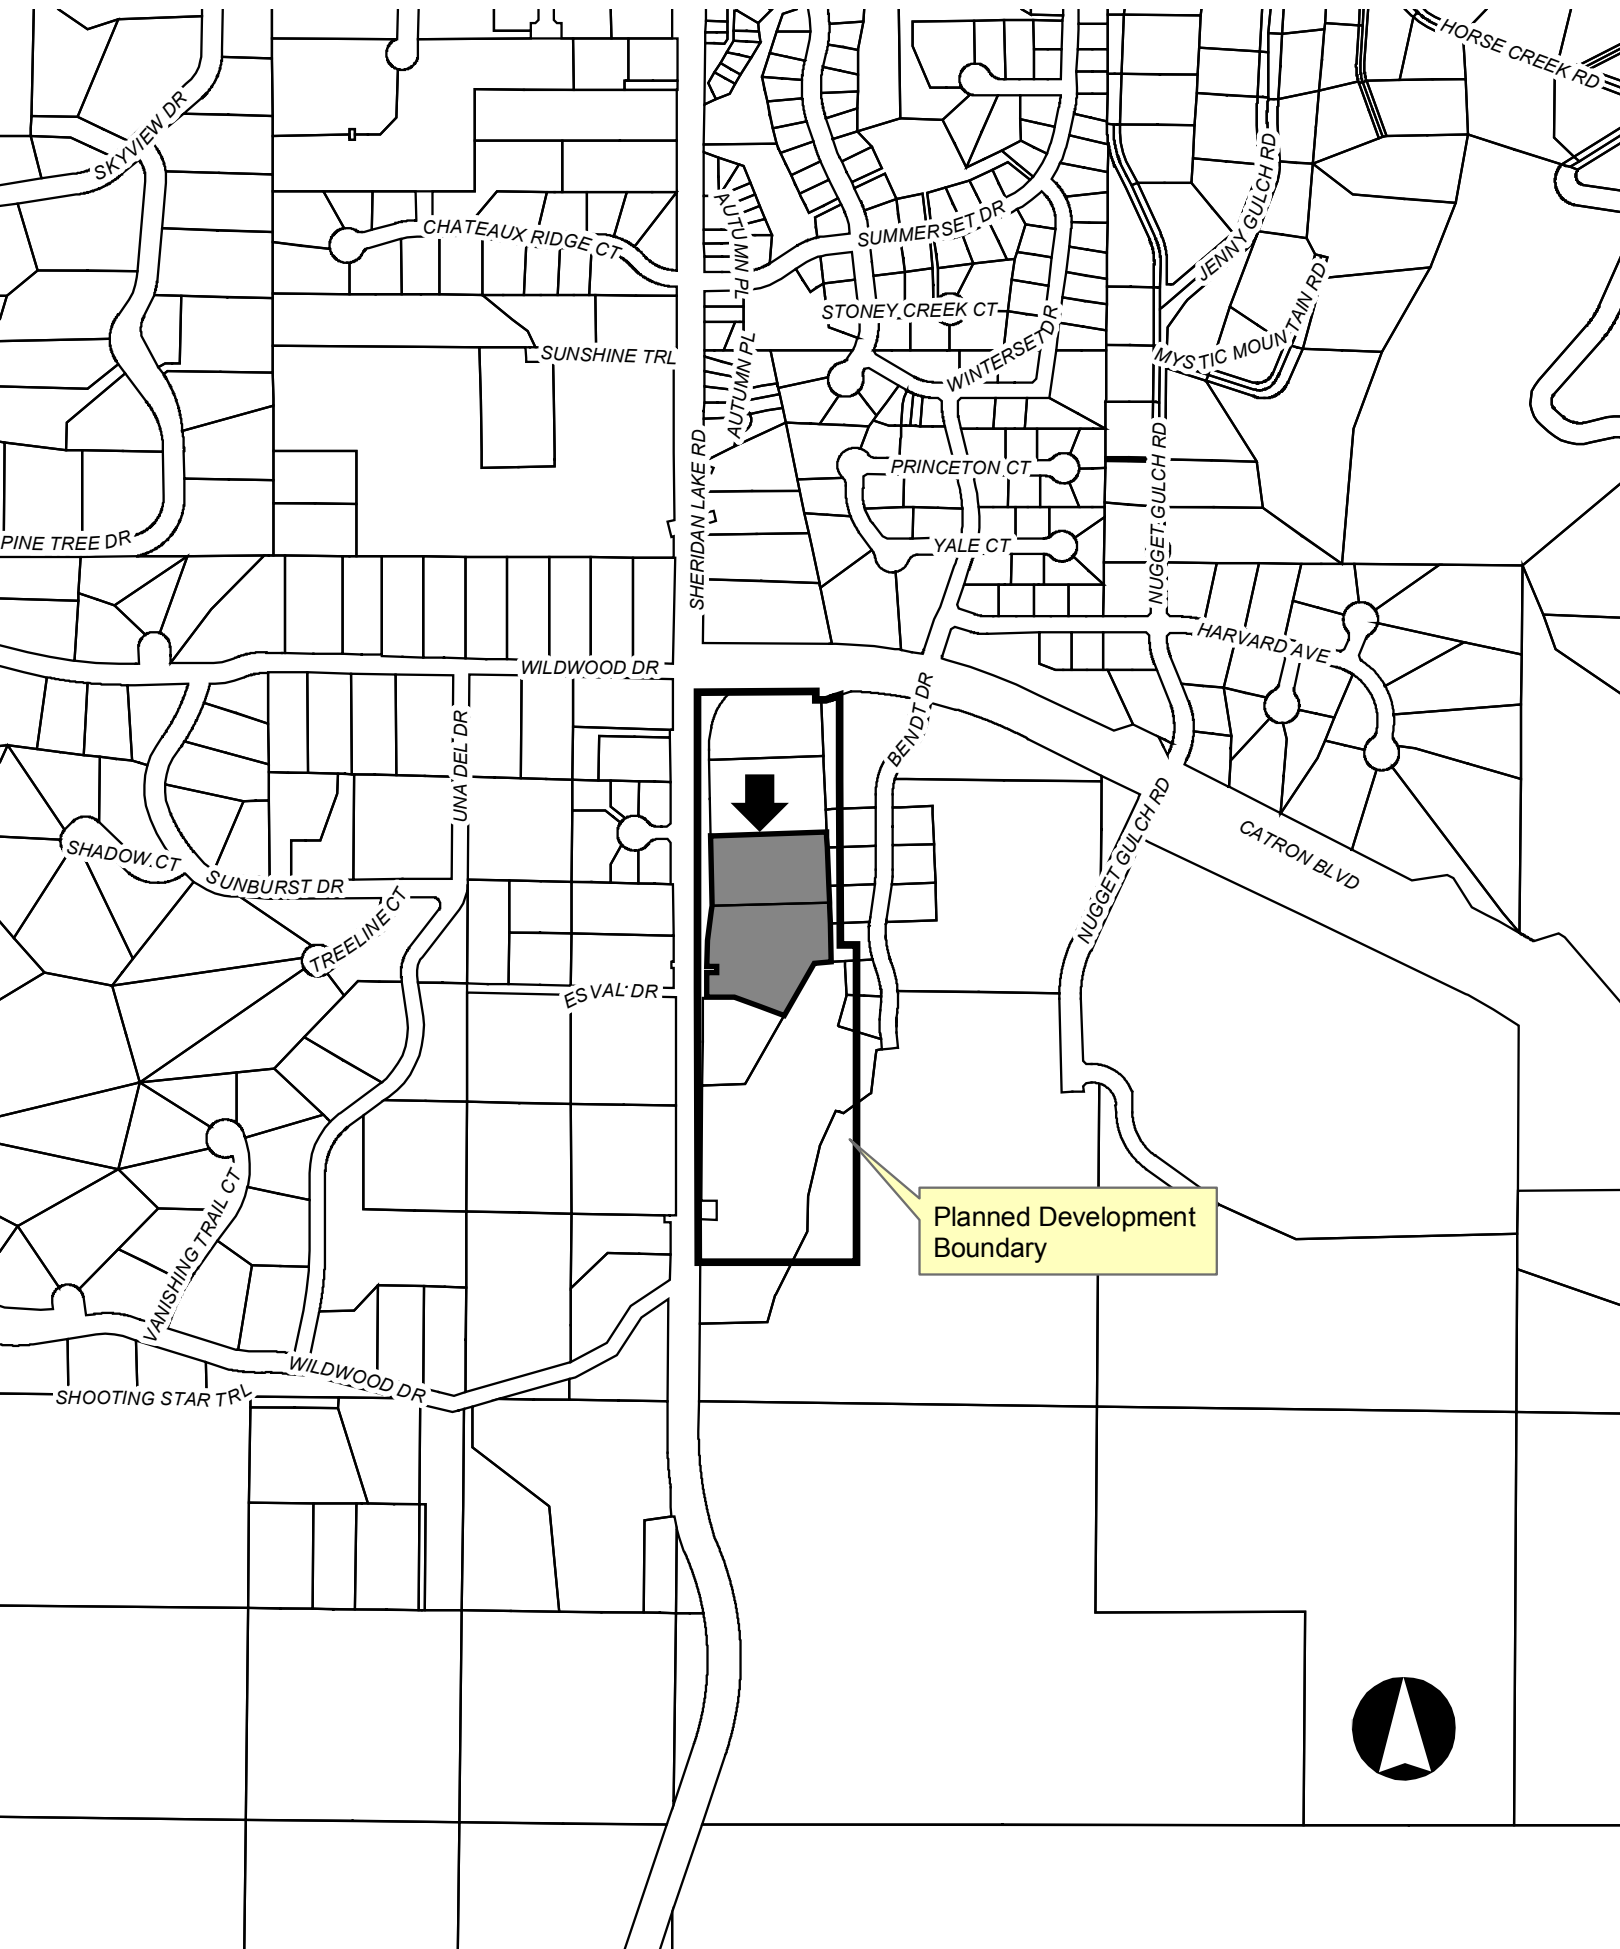 HORSE CREEK RD
SKYVIEW DR
JENNY GULCH RD
AUTUMN PL
SUMMERSET DR
CHATEAUX RIDGE CT
MYSTIC MOUNTAIN RD
STONEY CREEK CT
WINTERSET DR
SUNSHINE TRL
AUTUMN PL
PRINCETON CT
NUGGET GULCH RD
SHERIDAN LAKE RD
PINE TREE DR
YALE CT
HARVARD AVE
WILDWOOD DR
BENDT DR
UNA DEL DR
NUGGET GULCH RD
CATRON BLVD
SHADOW CT
SUNBURST DR
TREELINE CT
ESVAL DR
Planned Development
Boundary
VANISHING TRAIL CT
WILDWOOD DR
SHOOTING STAR TRL